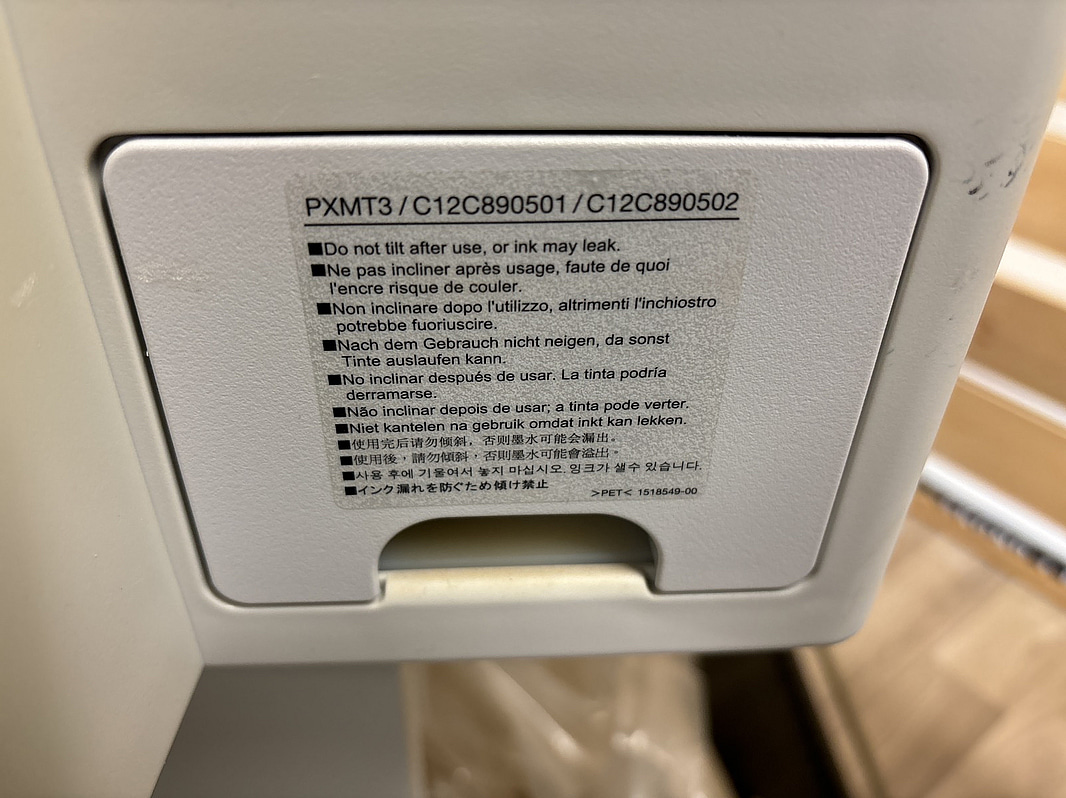 PXMT3 / C12C890501 / C12C890502
■Do not tilt after use, or ink may leak.
■Ne pas incliner après usage, faute de quoi
l'encre risque de couler.
■Non inclinare dopo l'utilizzo, altrimenti l'inchiostro
potrebbe fuoriuscire.
■Nach dem Gebrauch nicht neigen, da sonst
Tinte auslaufen kann.
■No inclinar después de usar. La tinta podría
derramarse.
■Não inclinar depois de usar; a tinta pode verter.
■Niet kantelen na gebruik omdat inkt kan lekken.
■使用完后请勿倾斜，否则墨水可能会漏出。
■使用後，請勿傾斜，否則墨水可能會溢出。
■사용 후에 기울여서 놓지 마십시오. 잉크가 샐수 있습니다.
■インク漏れを防ぐため傾け禁止
>PET< 1518549-00